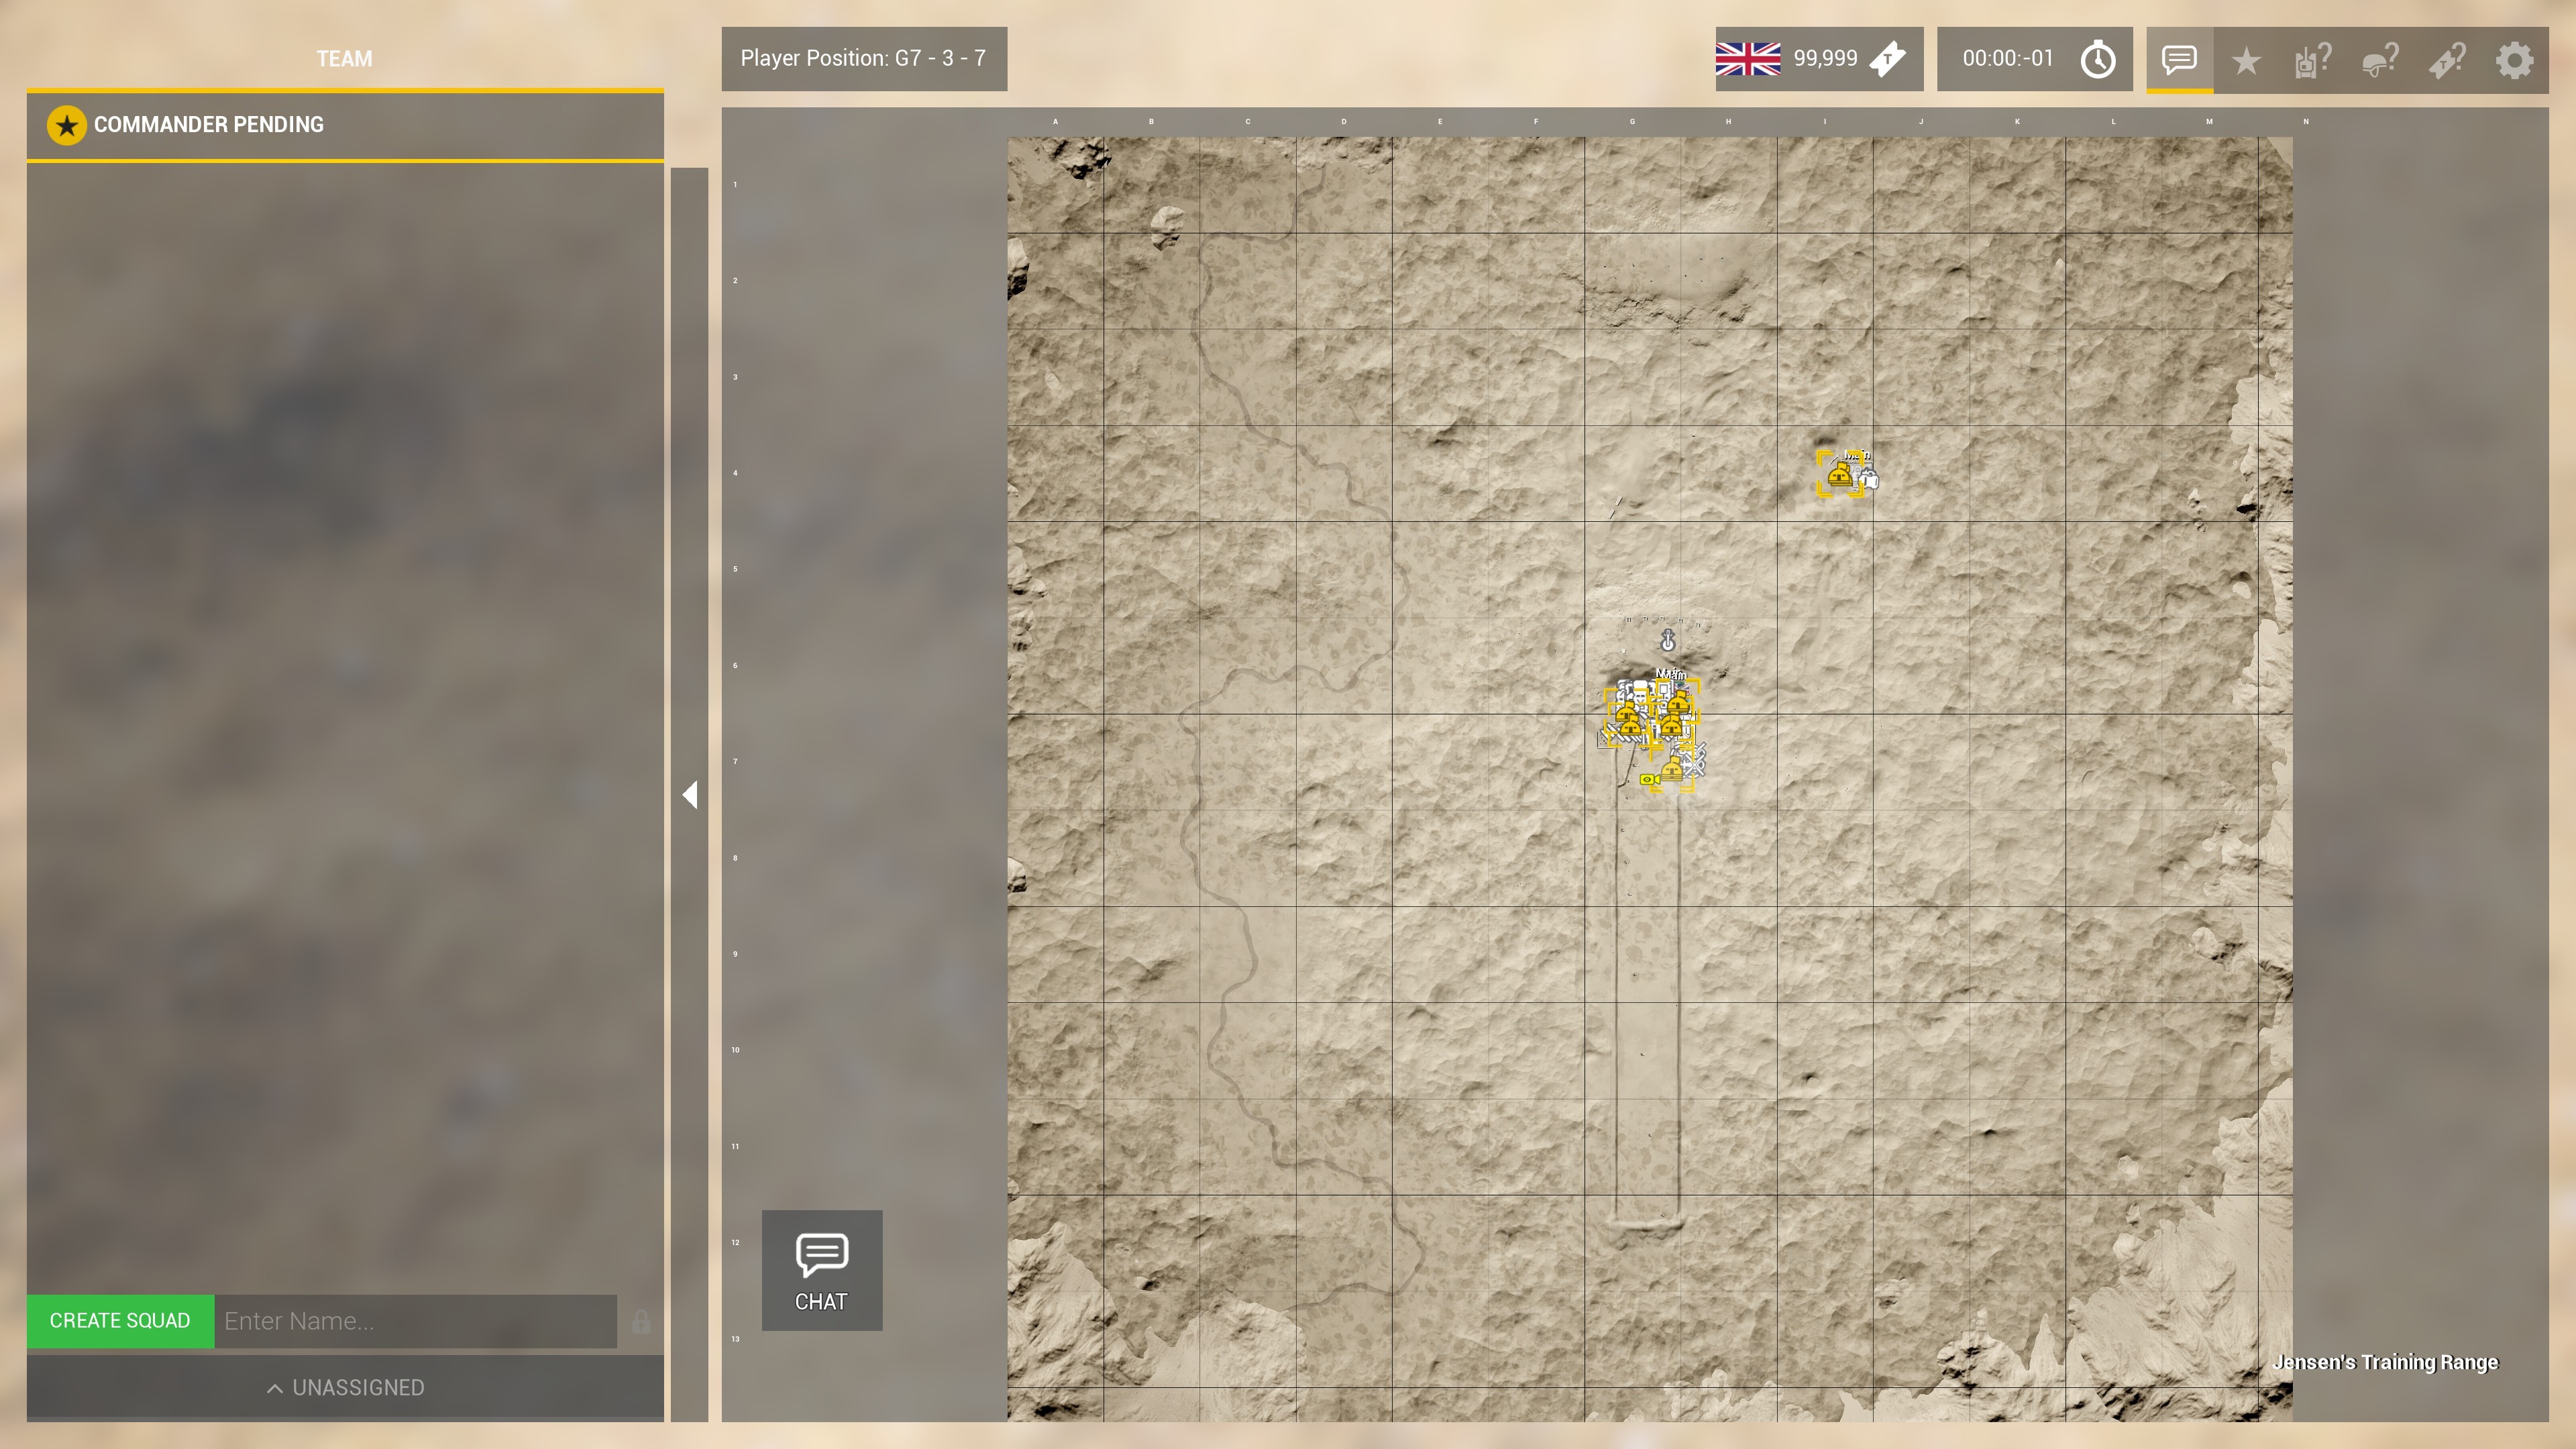 TEAM
Player Position: G7 - 3 - 7
99,999
00:00:-01
COMMANDER PENDING
A B C D E F G H I J K L M N
1
2
3
4
Main
5
6
Main
7
8
9
10
11
12
CHAT
13
CREATE SQUAD
Enter Name...
Jensen's Training Range
UNASSIGNED